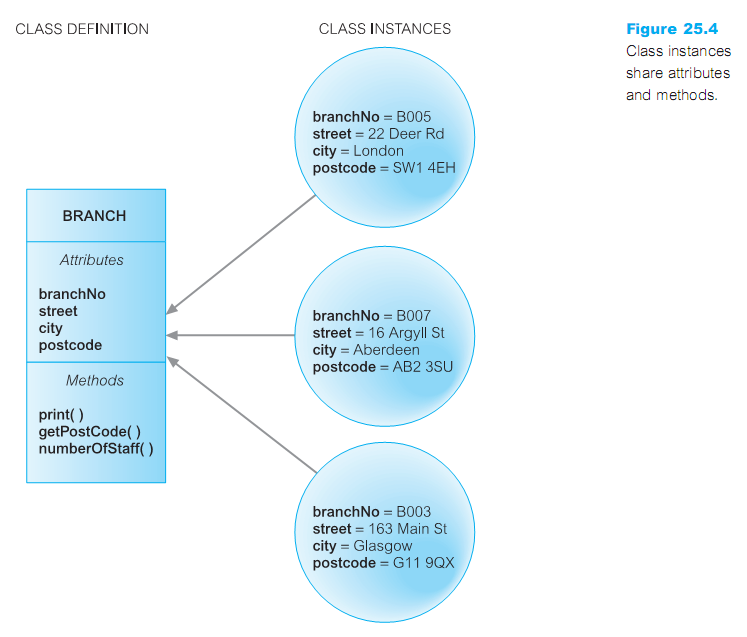 CLASS DEFINITION
CLASS INSTANCES
Figure 25.4
Class instances
share attributes
and methods.
branchNo = B005
street = 22 Deer Rd
city = London
postcode = SW1 4EH
BRANCH
Attributes
branchNo
street
city
postcode
Methods
print( )
getPostCode( )
numberOfStaff( )
branchNo = B007
street = 16 Argyll St
city = Aberdeen
postcode = AB2 3SU
branchNo = B003
street = 163 Main St
city = Glasgow
postcode = G11 9QX